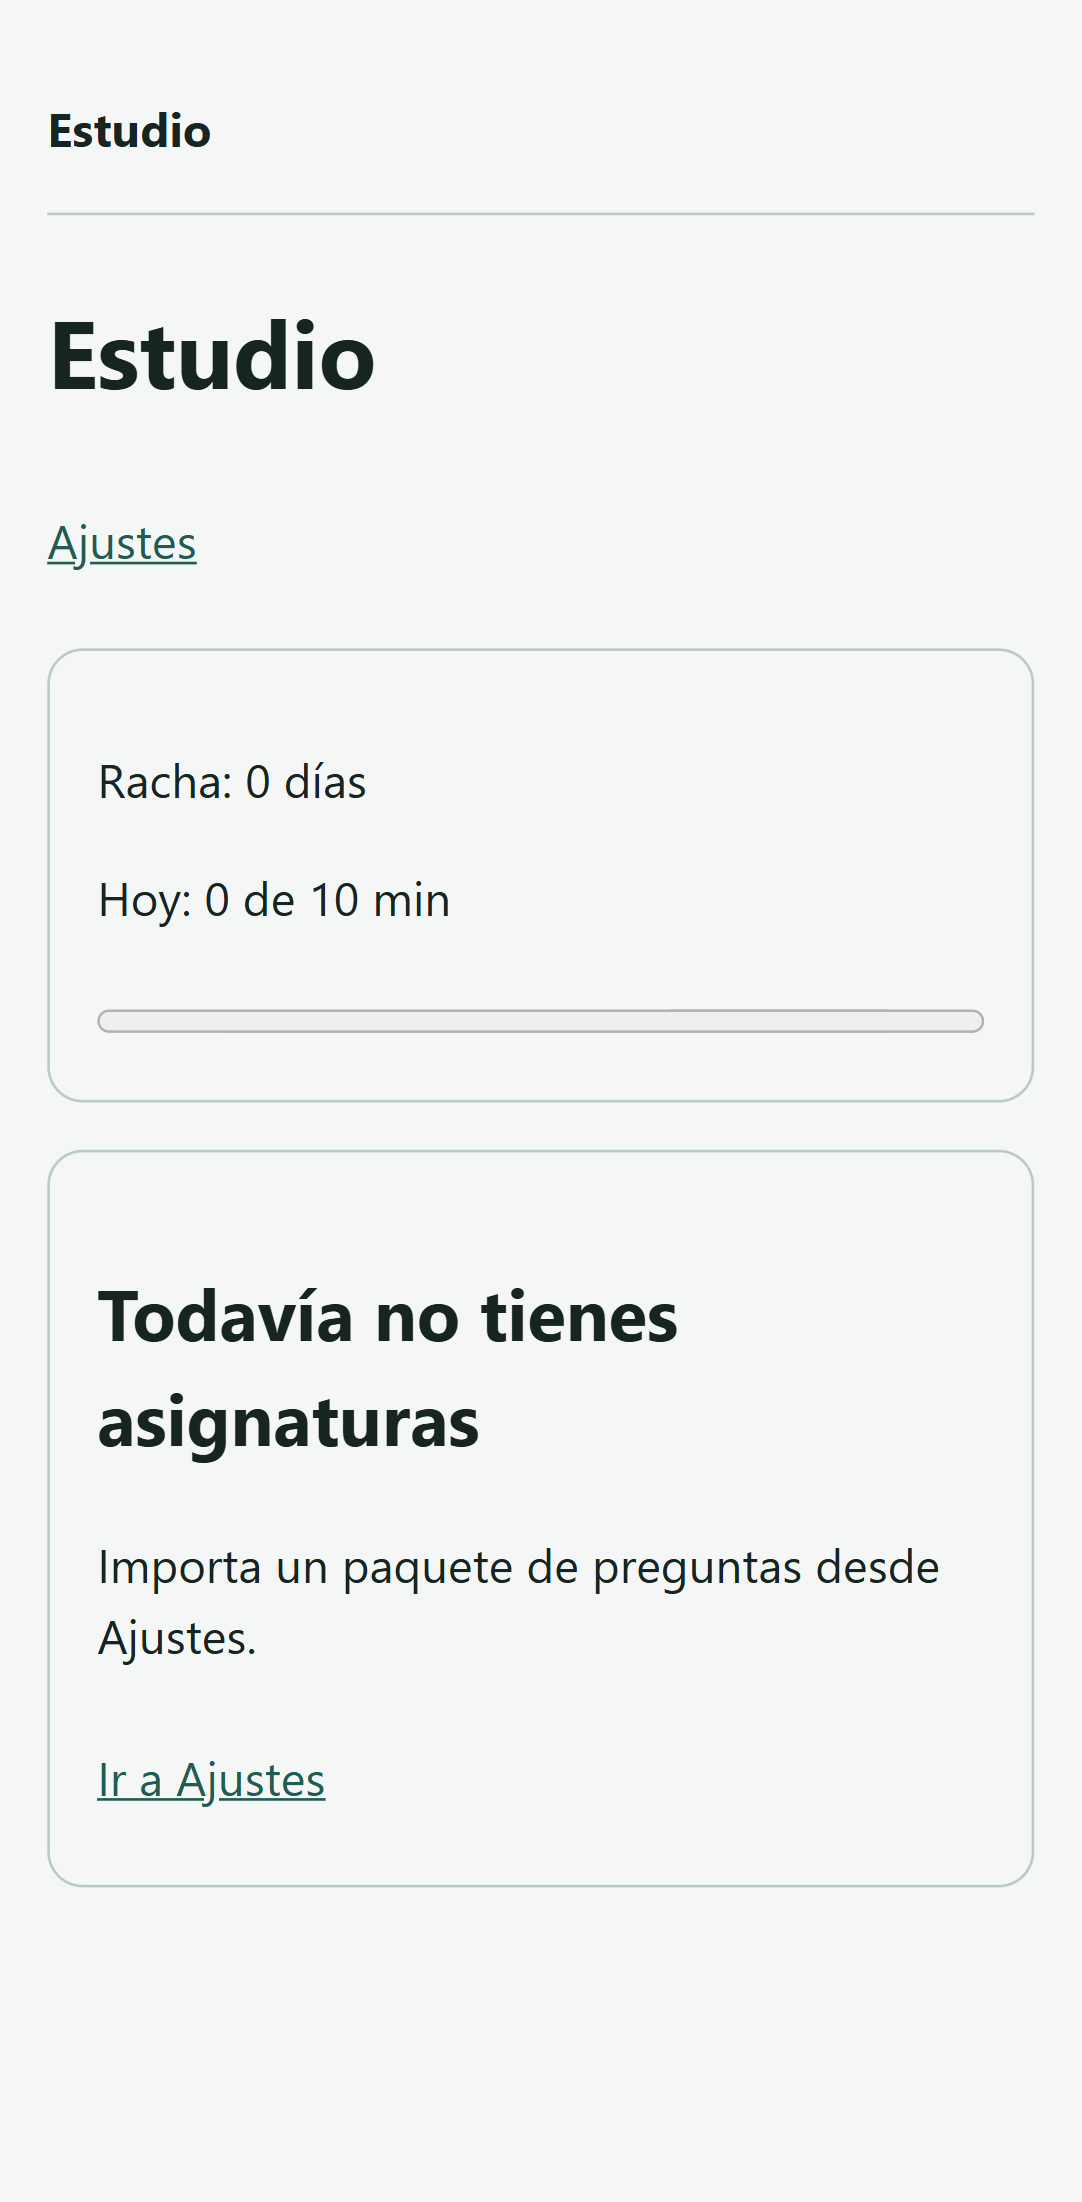 Estudio
Estudio
Ajustes
Racha: 0 días
Hoy: 0 de 10 min
Todavía no tienes
asignaturas
Importa un paquete de preguntas desde
Ajustes.
Ir a Ajustes